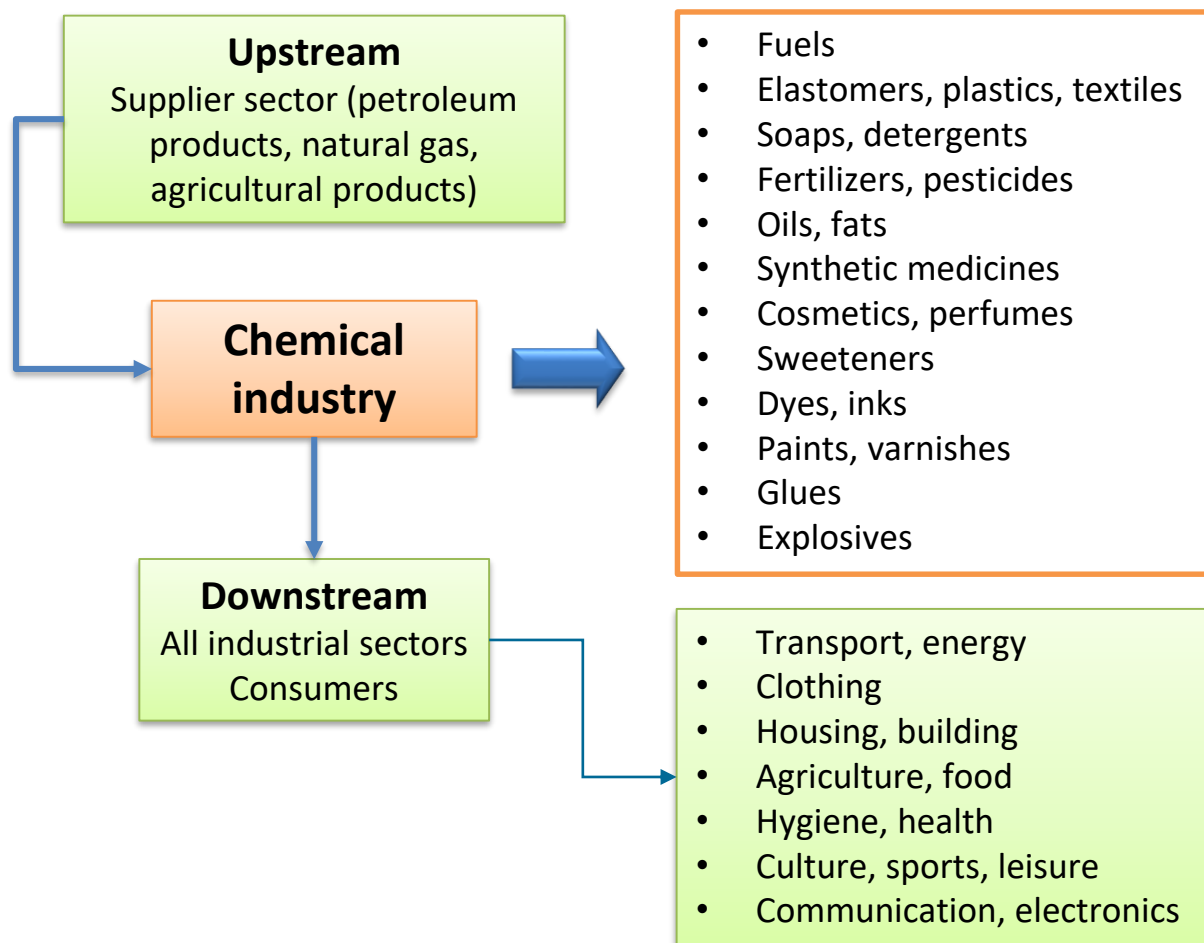 Upstream
Supplier sector (petroleum
products, natural gas,
agricultural products)
Chemical
industry
Downstream
All industrial sectors
Consumers
• Fuels
• Elastomers, plastics, textiles
• Soaps, detergents
• Fertilizers, pesticides
• Oils, fats
• Synthetic medicines
• Cosmetics, perfumes
• Sweeteners
• Dyes, inks
• Paints, varnishes
• Glues
• Explosives
• Transport, energy
• Clothing
• Housing, building
• Agriculture, food
• Hygiene, health
• Culture, sports, leisure
• Communication, electronics